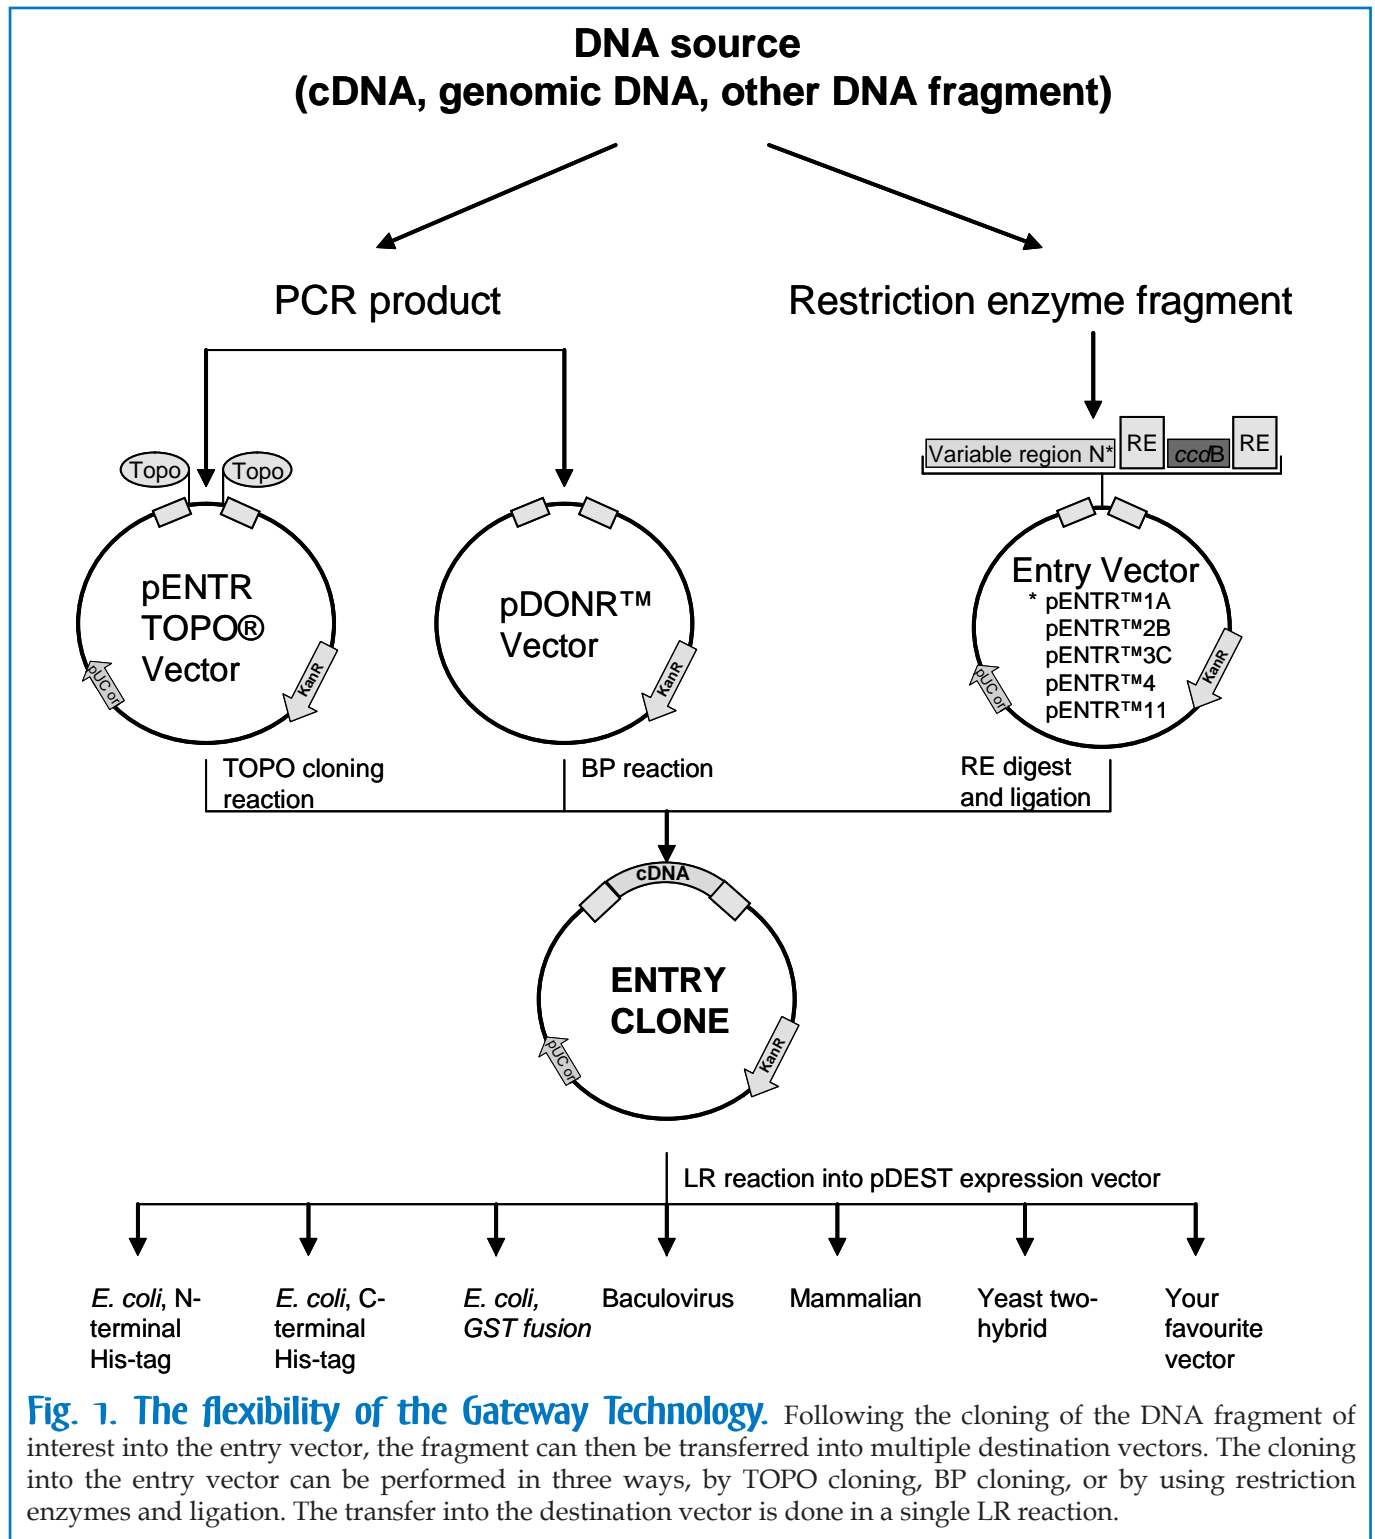 DNA source
(cDNA, genomic DNA, other DNA fragment)
PCR product
Restriction enzyme fragment
Topo
Topo
Variable region N*
RE
ccdB
RE
pENTR
TOPO®
Vector
pUC or
KanR
pDONR™
Vector
KanR
Entry Vector
* pENTR™1A
pENTR™2B
pENTR™3C
pENTR™4
pENTR™11
pUC or
KanR
TOPO cloning
reaction
BP reaction
RE digest
and ligation
cDNA
ENTRY
CLONE
pUC or
KanR
LR reaction into pDEST expression vector
E. coli, N-
terminal
His-tag
E. coli, C-
terminal
His-tag
E. coli,
GST fusion
Baculovirus
Mammalian
Yeast two-
hybrid
Your
favourite
vector
Fig. 1. The flexibility of the Gateway Technology. Following the cloning of the DNA fragment of
interest into the entry vector, the fragment can then be transferred into multiple destination vectors. The cloning
into the entry vector can be performed in three ways, by TOPO cloning, BP cloning, or by using restriction
enzymes and ligation. The transfer into the destination vector is done in a single LR reaction.